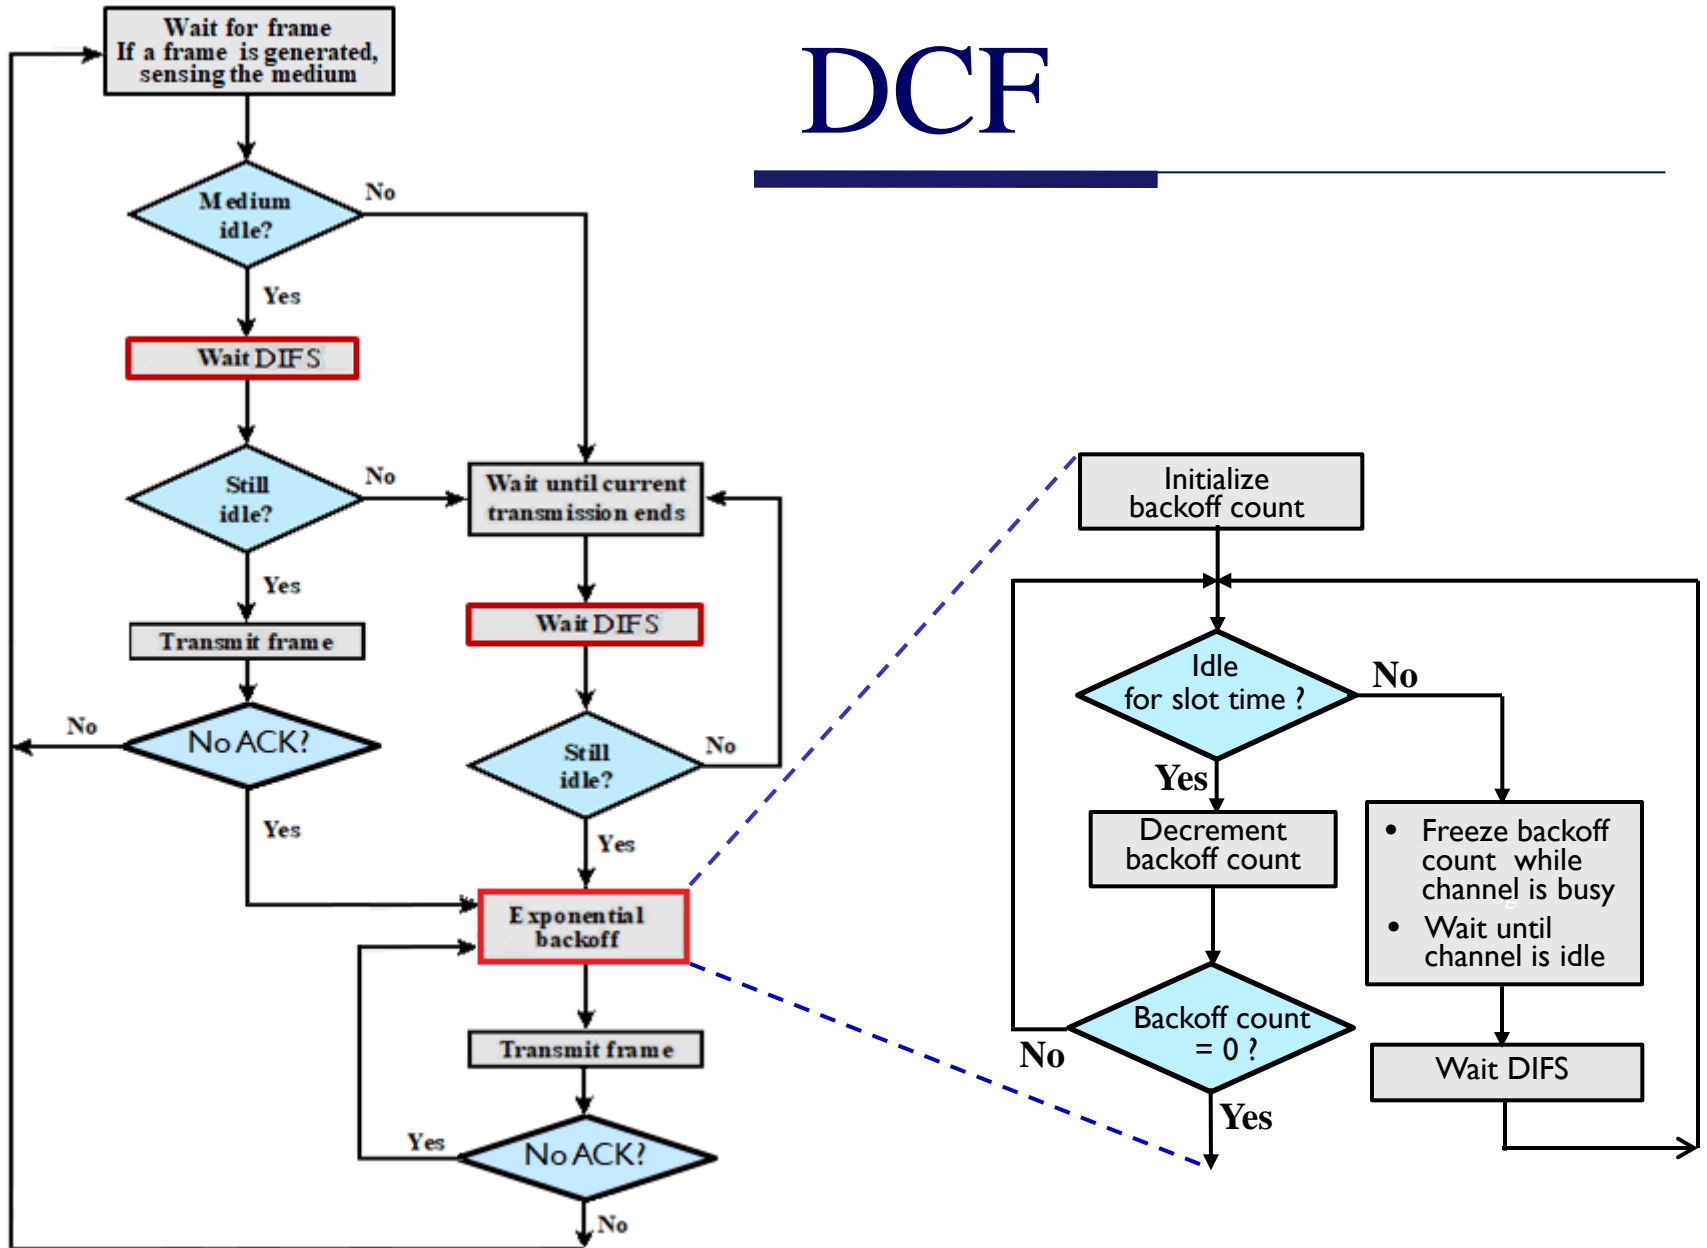 DCF
Wait for frame
If a frame is generated,
sensing the medium
Medium
idle?
No
Yes
Wait DIFS
Still
idle?
No
Yes
Transmit frame
No ACK?
No
Yes
Wait until current
transmission ends
Wait DIFS
Still
idle?
No
Yes
Exponential
backoff
Transmit frame
No ACK?
Yes
No
Initialize
backoff count
Idle
for slot time ?
No
Yes
Decrement
backoff count
• Freeze backoff
count while
channel is busy
• Wait until
channel is idle
Backoff count
= 0 ?
No
Yes
Wait DIFS